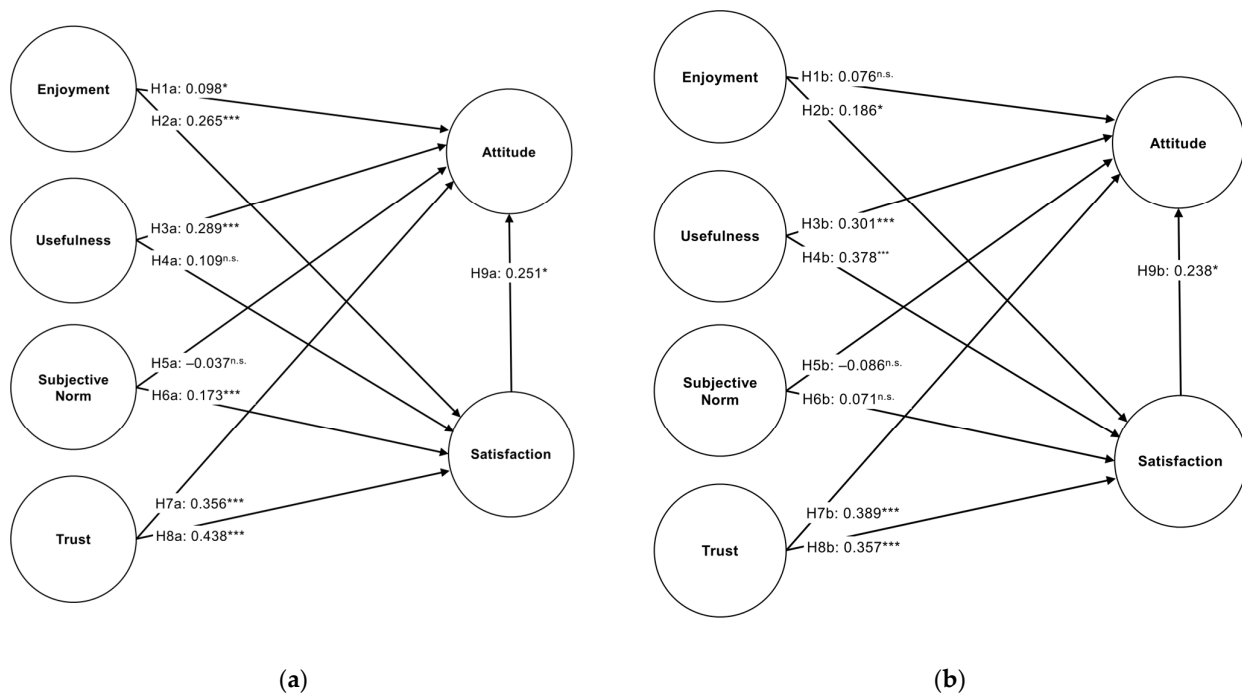 Enjoyment
H1a: 0.098*
H2a: 0.265***
Attitude
Usefulness
H3a: 0.289***
H4a: 0.109n.s.
H9a: 0.251*
Subjective
Norm
H5a: –0.037n.s.
H6a: 0.173***
Satisfaction
Trust
H7a: 0.356***
H8a: 0.438***
(a)
Enjoyment
H1b: 0.076n.s.
H2b: 0.186*
Attitude
Usefulness
H3b: 0.301***
H4b: 0.378***
H9b: 0.238*
Subjective
Norm
H5b: –0.086n.s.
H6b: 0.071n.s.
Satisfaction
Trust
H7b: 0.389***
H8b: 0.357***
(b)